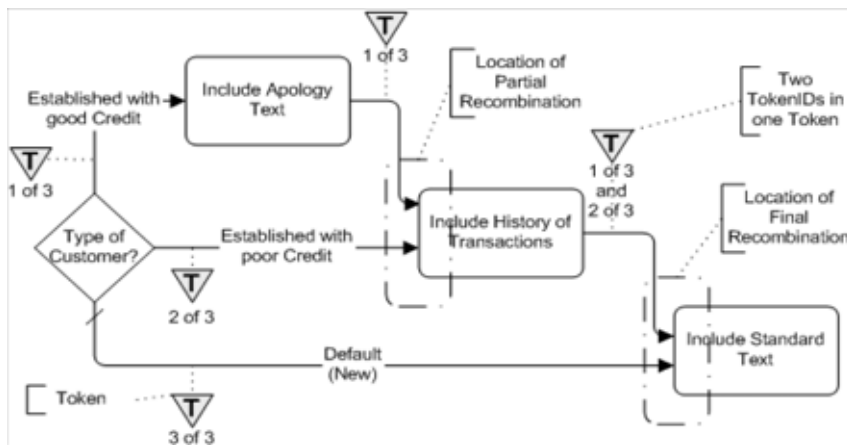 T
1 of 3
Established with
good Credit
Include Apology
Text
Location of
Partial
Recombination
Two
TokenIDs in
one Token
T
1 of 3
T
1 of 3
and
2 of 3
Location of
Final
Recombination
Type of
Customer?
Established with
poor Credit
Include History of
Transactions
T
2 of 3
Default
(New)
Include Standard
Text
Token
T
3 of 3